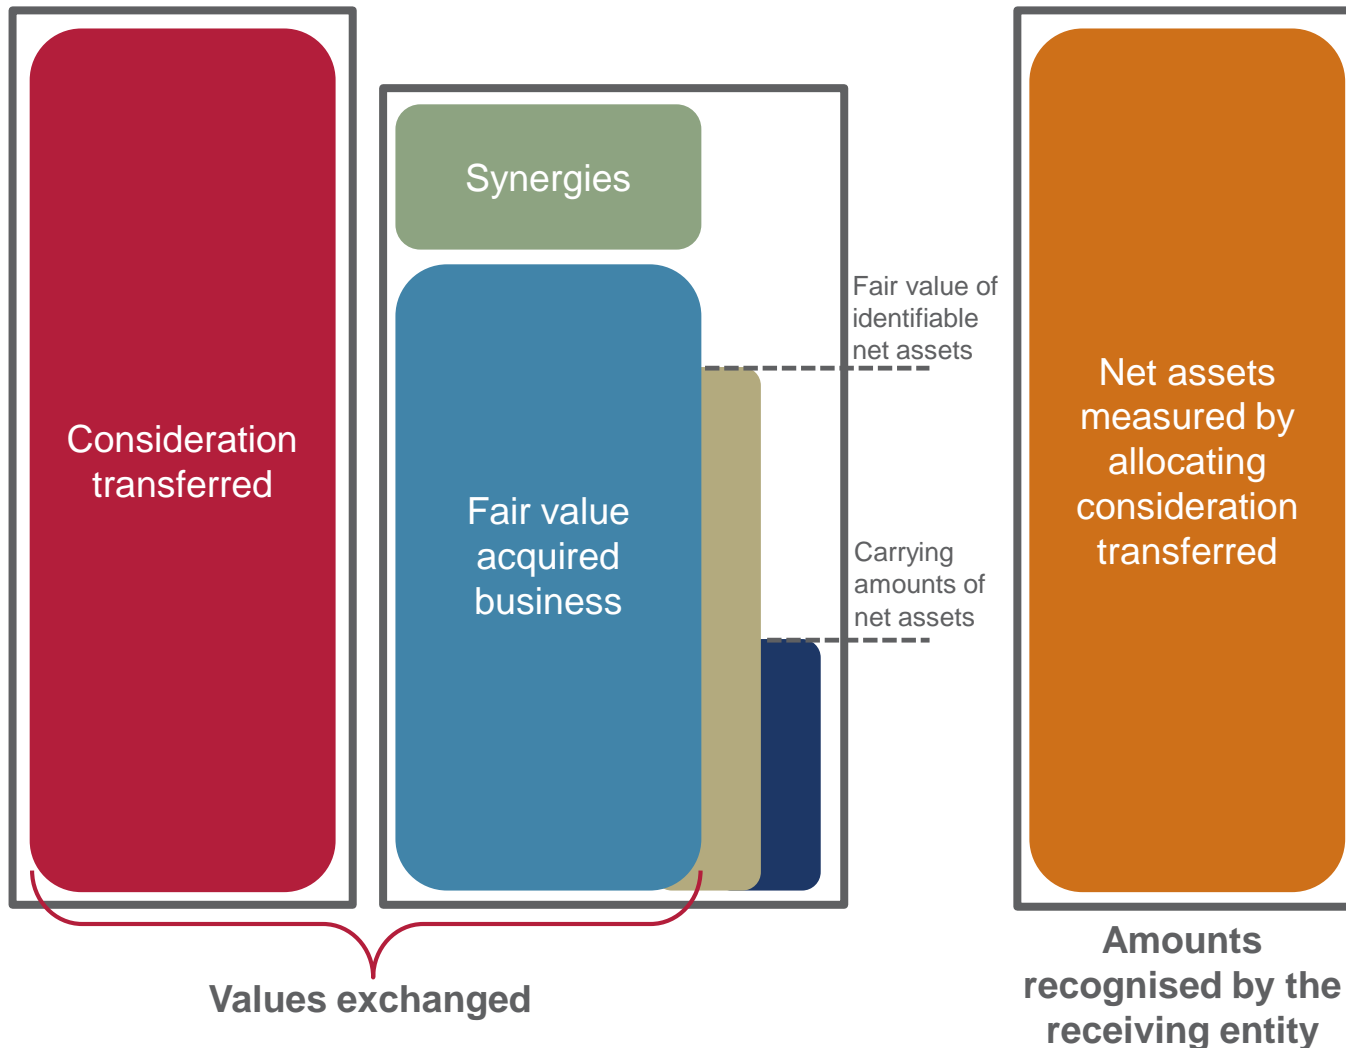 Consideration
transferred
Synergies
Fair value
acquired
business
Fair value of
identifiable
net assets
Carrying
amounts of
net assets
Net assets
measured by
allocating
consideration
transferred
Values exchanged
Amounts
recognised by the
receiving entity